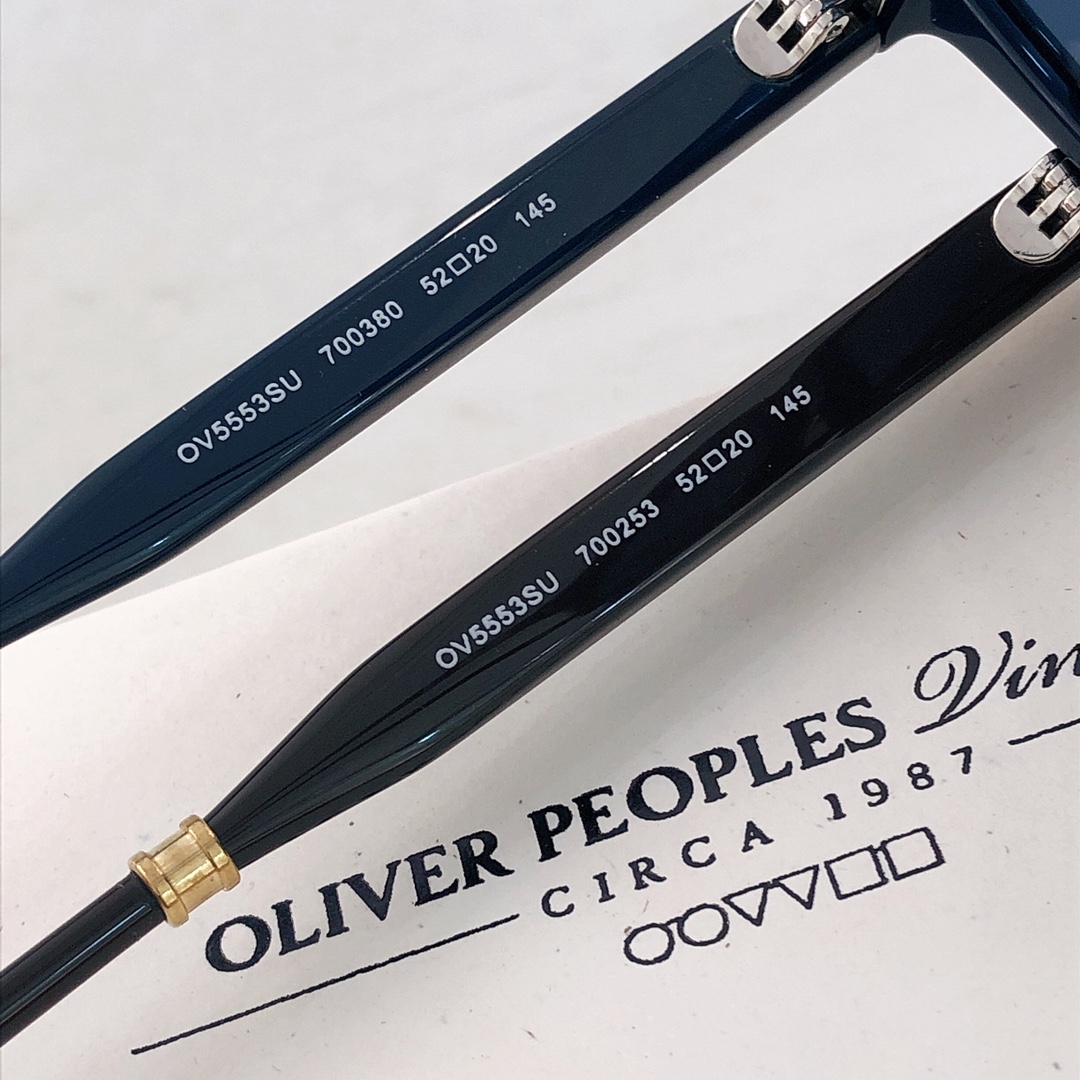 OV5553SU 700380 52□20 145
OV5553SU 700253 52□20 145
OLIVER PEOPLES
CIRCA 1987